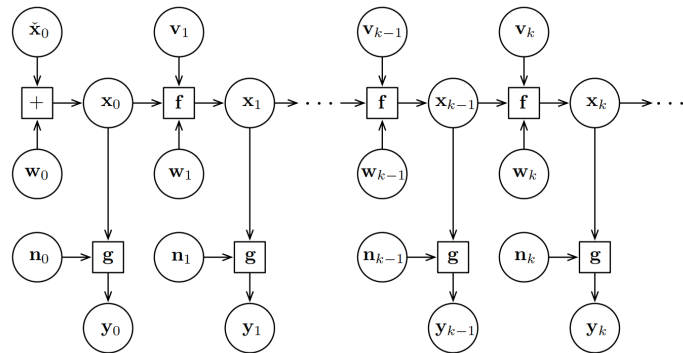 x̌₀ v₁ vₖ₋₁ vₖ
+ x₀ f x₁ ··· f xₖ₋₁ f xₖ ···
w₀ w₁ wₖ₋₁ wₖ
n₀ g n₁ g nₖ₋₁ g nₖ g
y₀ y₁ yₖ₋₁ yₖ